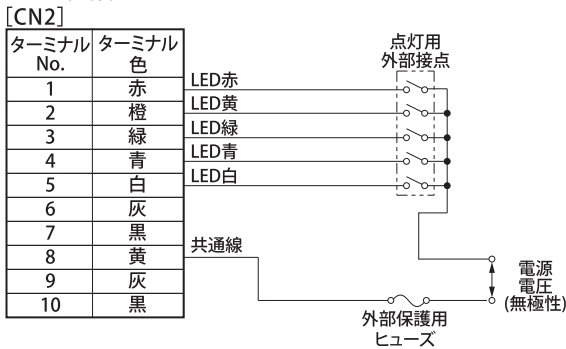 [CN2]
ターミナル No. ターミナル 色
1 赤 LED赤
2 橙 LED黄
3 緑 LED緑
4 青 LED青
5 白 LED白
6 灰
7 黒
8 黄 共通線
9 灰
10 黒
点灯用
外部接点
電源
電圧
(無極性)
外部保護用
ヒューズ